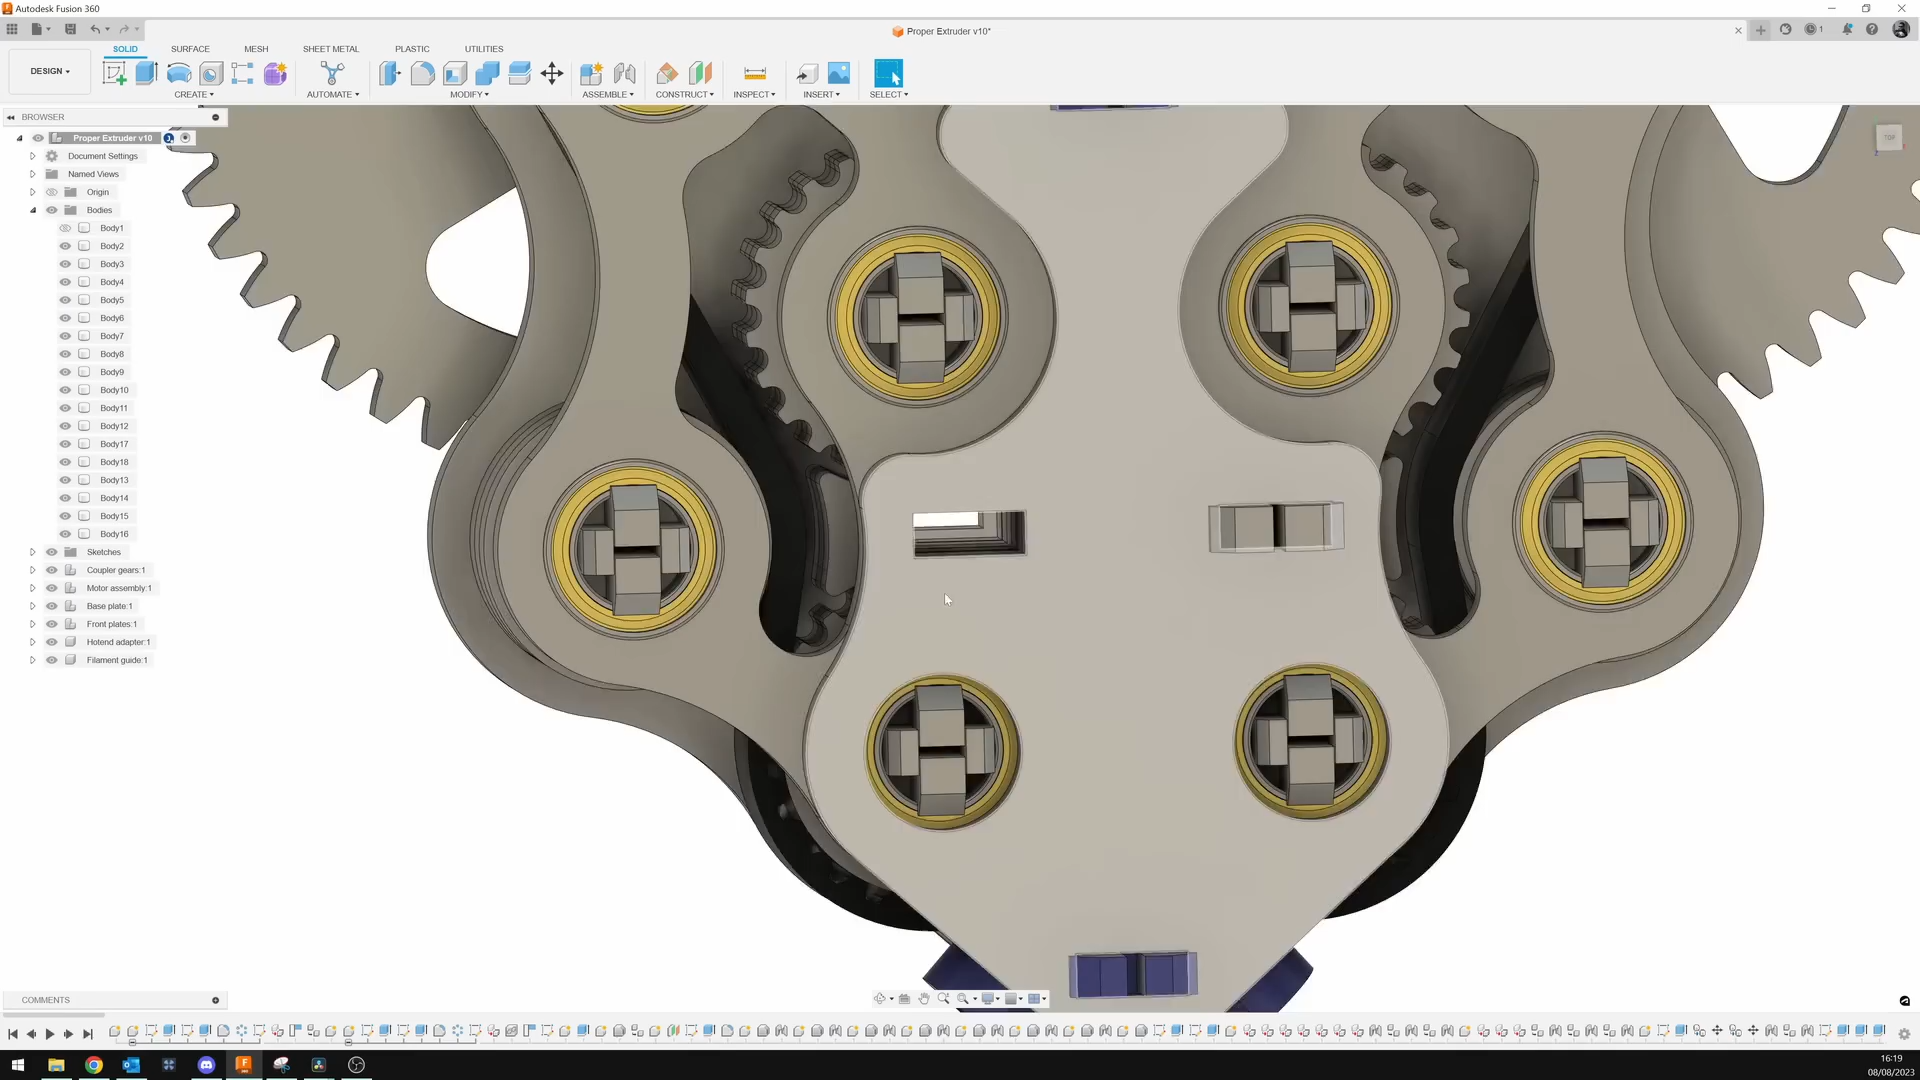 Autodesk Fusion 360
Proper Extruder v10*
1
DESIGN
SOLID
SURFACE
MESH
SHEET METAL
PLASTIC
UTILITIES
CREATE
AUTOMATE
MODIFY
ASSEMBLE
CONSTRUCT
INSPECT
INSERT
SELECT
BROWSER
Proper Extruder v10
Document Settings
Named Views
Origin
Bodies
Body1
Body2
Body3
Body4
Body5
Body6
Body7
Body8
Body9
Body10
Body11
Body12
Body17
Body18
Body13
Body14
Body15
Body16
Sketches
Coupler gears:1
Motor assembly:1
Base plate:1
Front plates:1
Hotend adapter:1
Filament guide:1
TOP
COMMENTS
16:19
08/08/2023